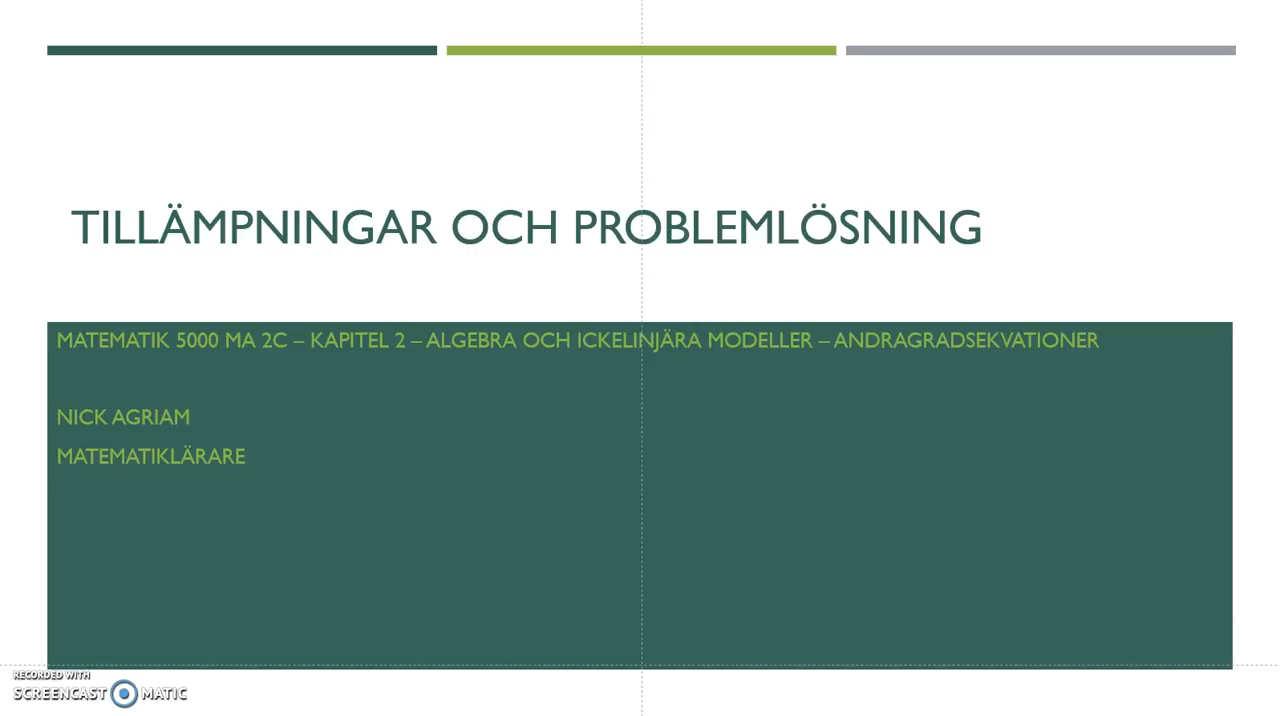 TILLÄMPNINGAR OCH PROBLEMLÖSNING
MATEMATIK 5000 MA 2C – KAPITEL 2 – ALGEBRA OCH ICKELINJÄRA MODELLER – ANDRAGRADSEKVATIONER
NICK AGRIAM
MATEMATIKLÄRARE
RECORDED WITH
SCREENCAST MATIC